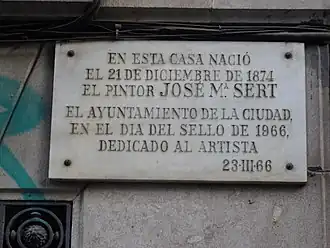 EN ESTA CASA NACIÓ
EL 21 DE DICIEMBRE DE 1874
EL PINTOR JOSÉ Mª SERT
EL AYUNTAMIENTO DE LA CIUDAD,
EN EL DIA DEL SELLO DE 1966,
DEDICADO AL ARTISTA
23-III-66